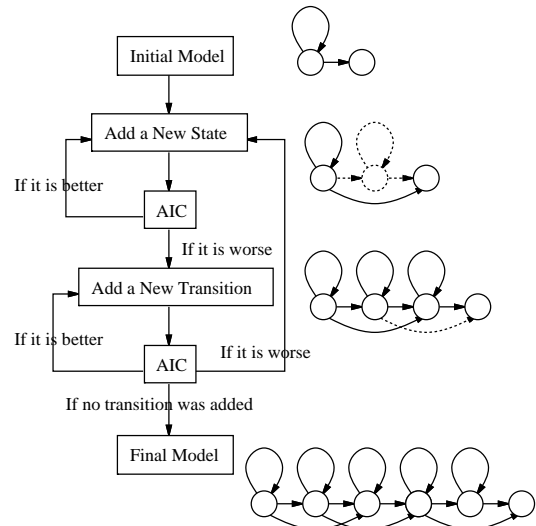 Initial Model
Add a New State
If it is better
AIC
If it is worse
Add a New Transition
If it is better
If it is worse
AIC
If no transition was added
Final Model